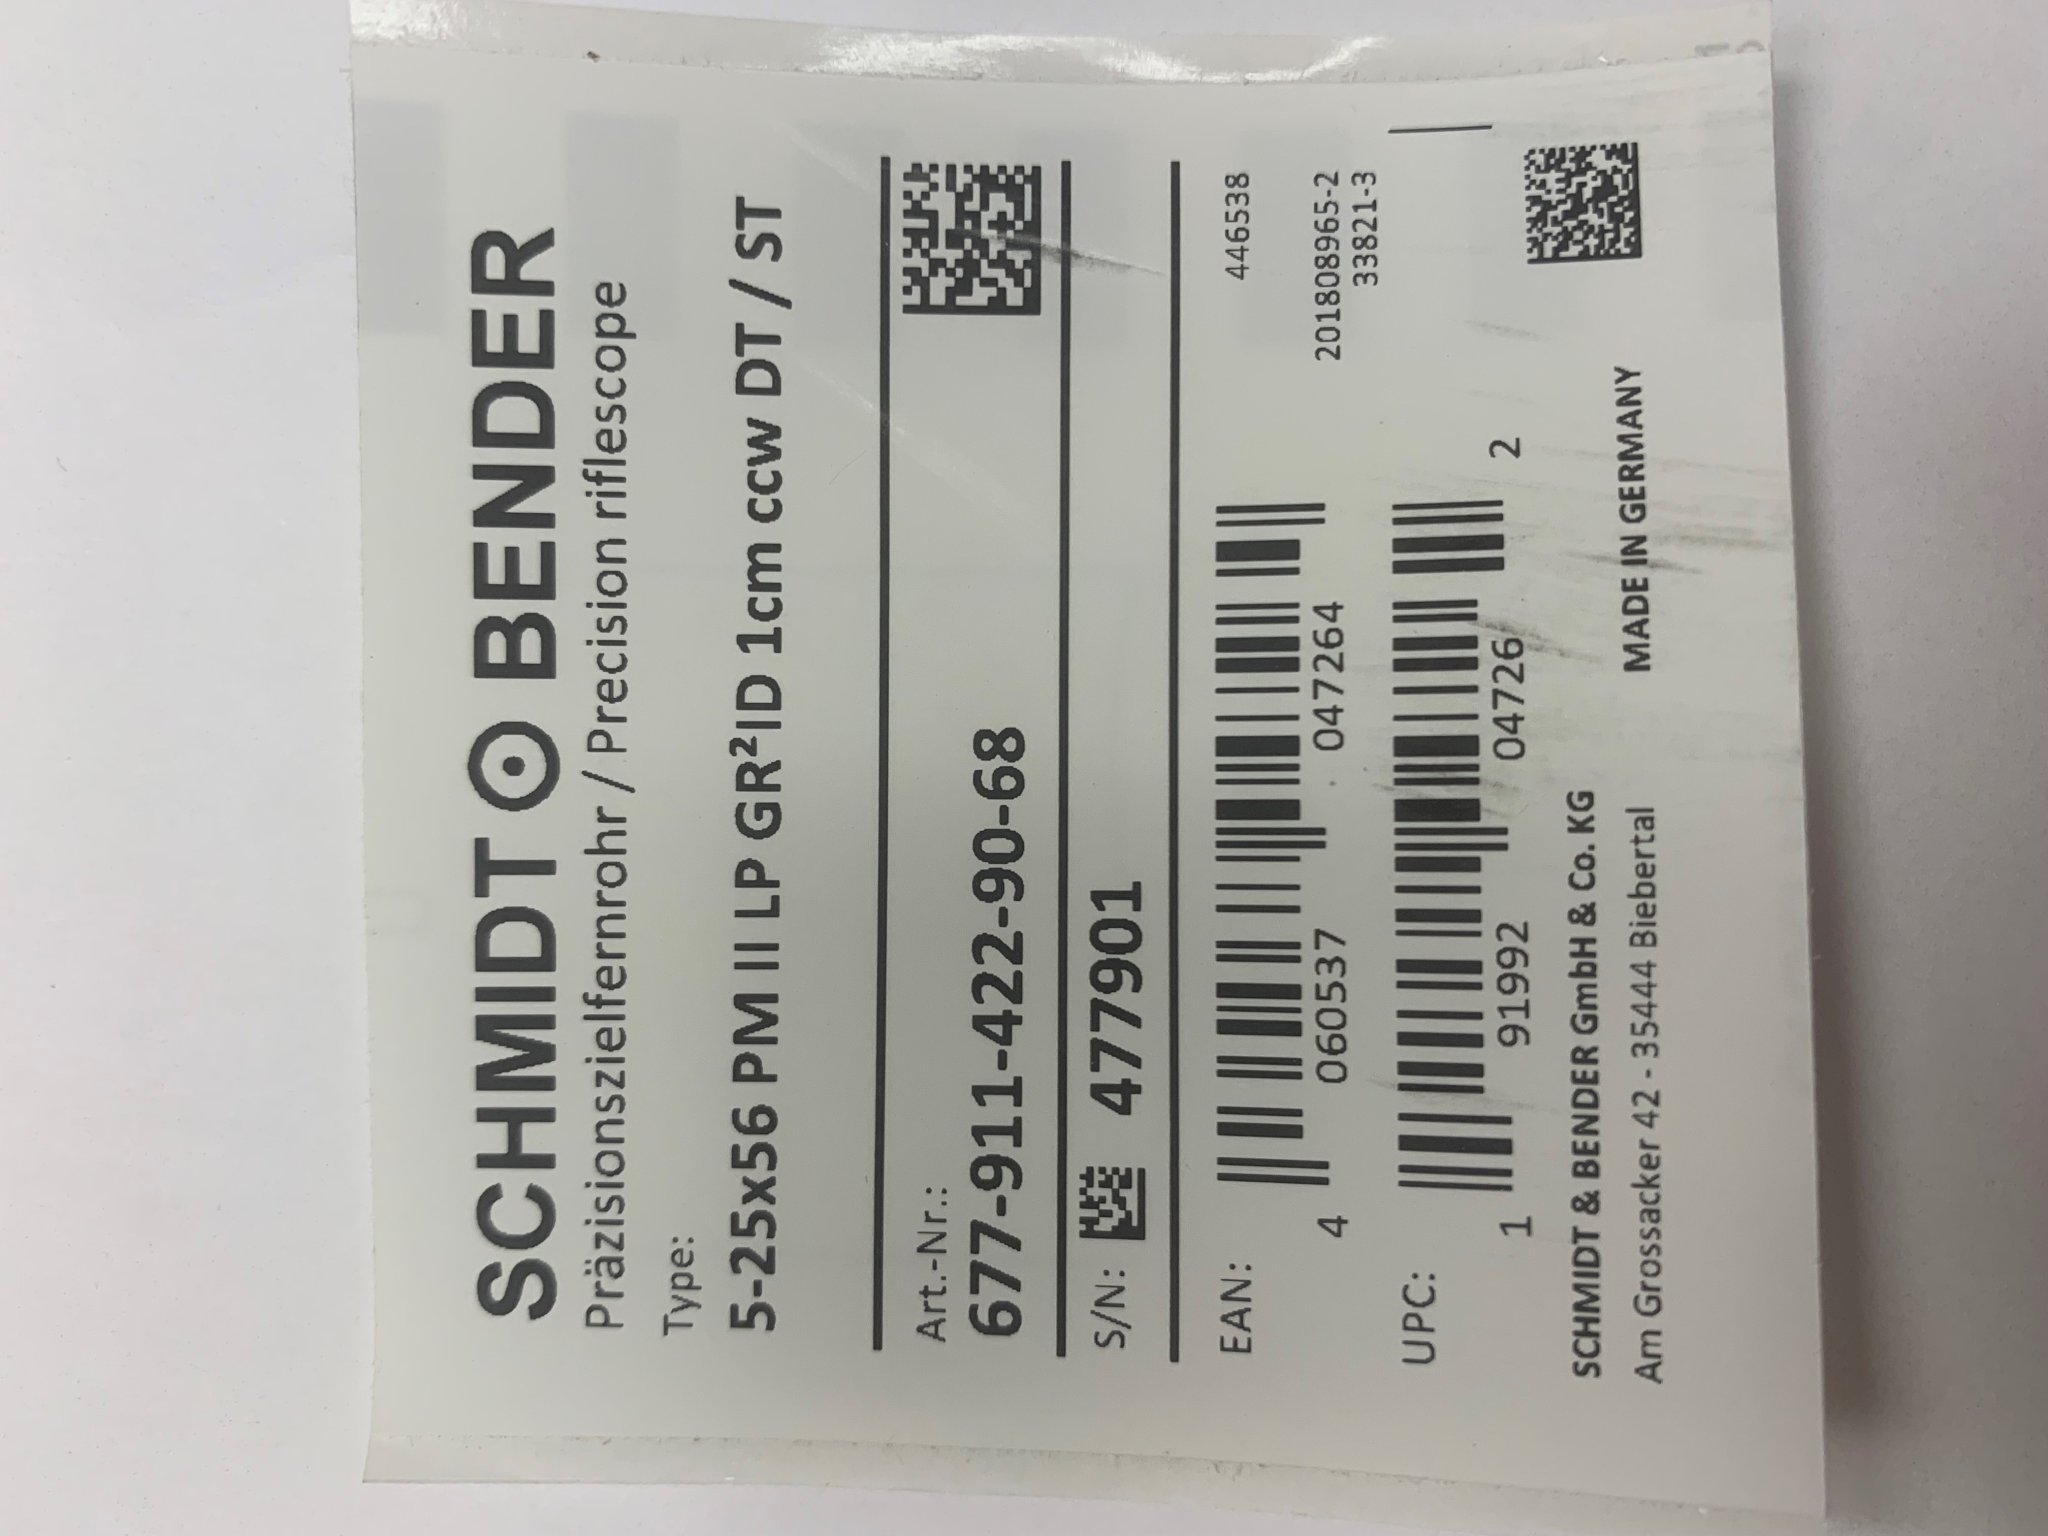 SCHMIDT BENDER
Präzisionszielfernrohr / Precision riflescope
Type:
5-25x56 PM II LP GR²ID 1cm ccw DT / ST
Art.-Nr.:
677-911-422-90-68
S/N: 477901
EAN:
4 060537 047264
446538
201808965-2
33821-3
UPC:
1 91992 04726 2
SCHMIDT & BENDER GmbH & Co. KG
Am Grossacker 42 - 35444 Biebertal
MADE IN GERMANY